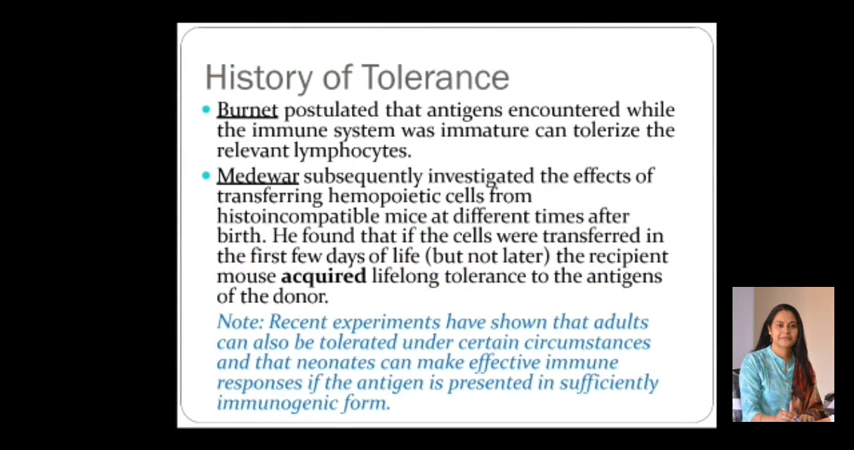 History of Tolerance
Burnet postulated that antigens encountered while
the immune system was immature can tolerize the
relevant lymphocytes.
Medewar subsequently investigated the effects of
transferring hemopoietic cells from
histoincompatible mice at different times after
birth. He found that if the cells were transferred in
the first few days of life (but not later) the recipient
mouse acquired lifelong tolerance to the antigens
of the donor.
Note: Recent experiments have shown that adults
can also be tolerated under certain circumstances
and that neonates can make effective immune
responses if the antigen is presented in sufficiently
immunogenic form.